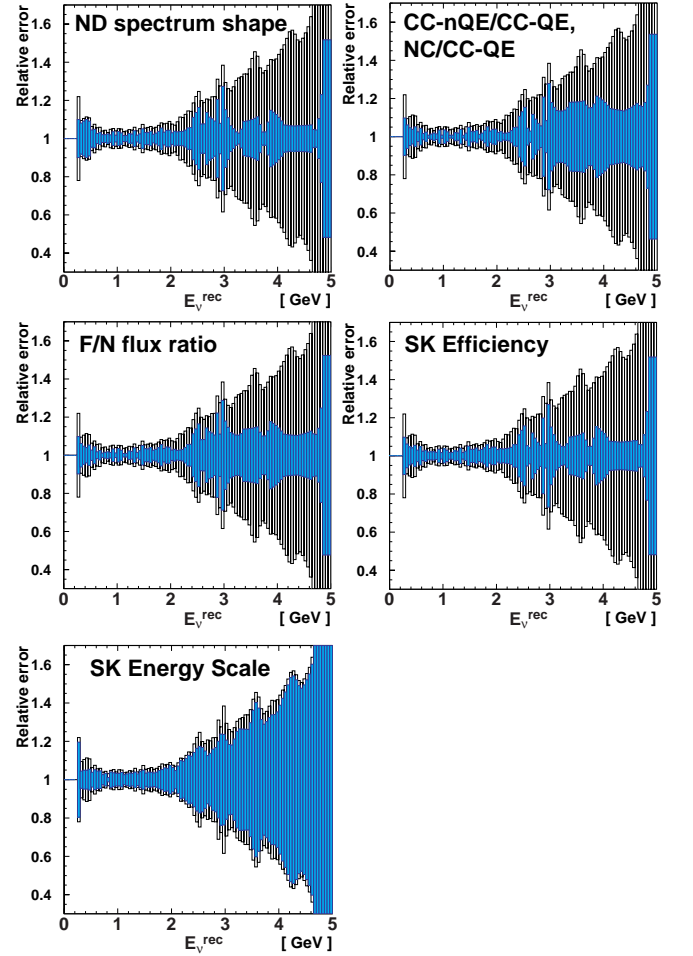 ND spectrum shape
Relative error
1.6
1.4
1.2
1
0.8
0.6
0.4
0 1 2 3 4 5
Eν rec [ GeV ]
CC-nQE/CC-QE,
NC/CC-QE
Relative error
1.6
1.4
1.2
1
0.8
0.6
0.4
0 1 2 3 4 5
Eν rec [ GeV ]
F/N flux ratio
Relative error
1.6
1.4
1.2
1
0.8
0.6
0.4
0 1 2 3 4 5
Eν rec [ GeV ]
SK Efficiency
Relative error
1.6
1.4
1.2
1
0.8
0.6
0.4
0 1 2 3 4 5
Eν rec [ GeV ]
SK Energy Scale
Relative error
1.6
1.4
1.2
1
0.8
0.6
0.4
0 1 2 3 4 5
Eν rec [ GeV ]